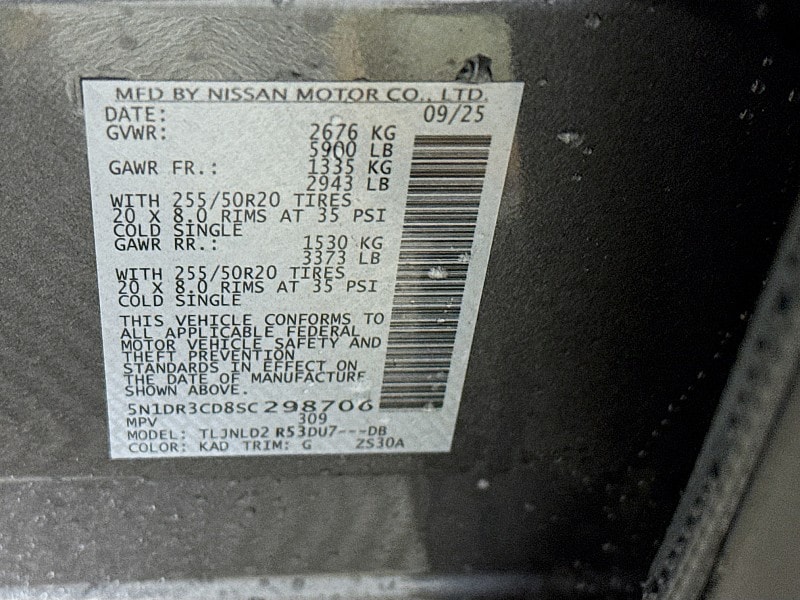 MFD BY NISSAN MOTOR CO., LTD.
DATE: 09/25
GVWR: 2676 KG
5900 LB
GAWR FR.: 1335 KG
2943 LB
WITH 255/50R20 TIRES
20 X 8.0 RIMS AT 35 PSI
COLD SINGLE
GAWR RR.: 1530 KG
3373 LB
WITH 255/50R20 TIRES
20 X 8.0 RIMS AT 35 PSI
COLD SINGLE
THIS VEHICLE CONFORMS TO
ALL APPLICABLE FEDERAL
MOTOR VEHICLE SAFETY AND
THEFT PREVENTION
STANDARDS IN EFFECT ON
THE DATE OF MANUFACTURE
SHOWN ABOVE.
5N1DR3CD8SC298706
MPV 309
MODEL: TLJNLD2 R53DU7---DB
COLOR: KAD TRIM: G ZS30A